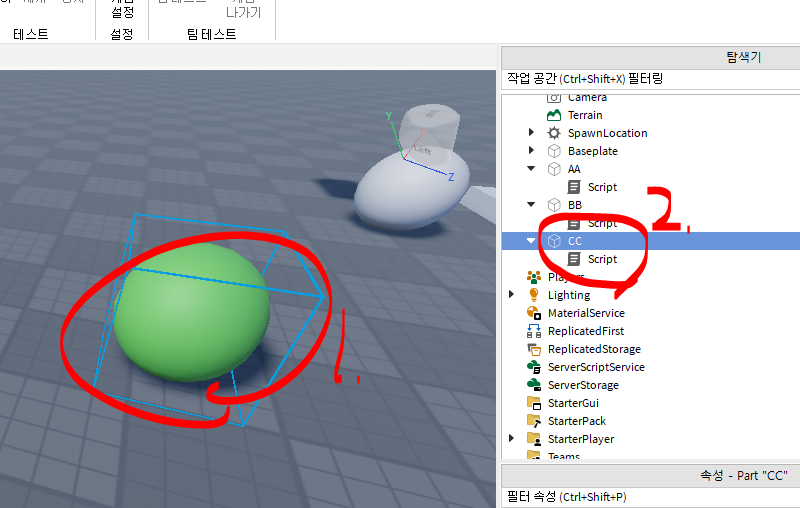 설정
나가기
테스트
설정
팀 테스트
탐색기
작업 공간 (Ctrl+Shift+X) 필터링
Camera
Terrain
SpawnLocation
Baseplate
AA
Script
BB
Script
CC
Script
Players
Lighting
MaterialService
ReplicatedFirst
ReplicatedStorage
ServerScriptService
ServerStorage
StarterGui
StarterPack
StarterPlayer
Teams
속성 - Part "CC"
필터 속성 (Ctrl+Shift+P)
Y
Left
Z
1.
2.